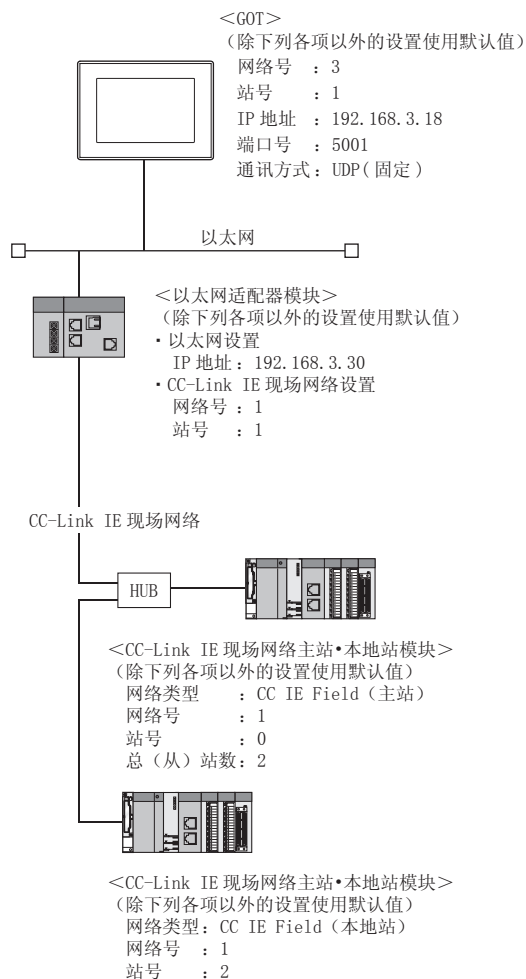 ＜GOT＞
（除下列各项以外的设置使用默认值）
网络号 ：3
站号 ：1
IP 地址 ：192.168.3.18
端口号 ：5001
通讯方式：UDP( 固定 )
以太网
＜以太网适配器模块＞
（除下列各项以外的设置使用默认值）
・以太网设置
IP 地址：192.168.3.30
・CC-Link IE 现场网络设置
网络号 ：1
站号 ：1
CC-Link IE 现场网络
HUB
＜CC-Link IE 现场网络主站•本地站模块＞
（除下列各项以外的设置使用默认值）
网络类型 ：CC IE Field（主站）
网络号 ：1
站号 ：0
总（从）站数：2
＜CC-Link IE 现场网络主站•本地站模块＞
（除下列各项以外的设置使用默认值）
网络类型：CC IE Field（本地站）
网络号 ：1
站号 ：2